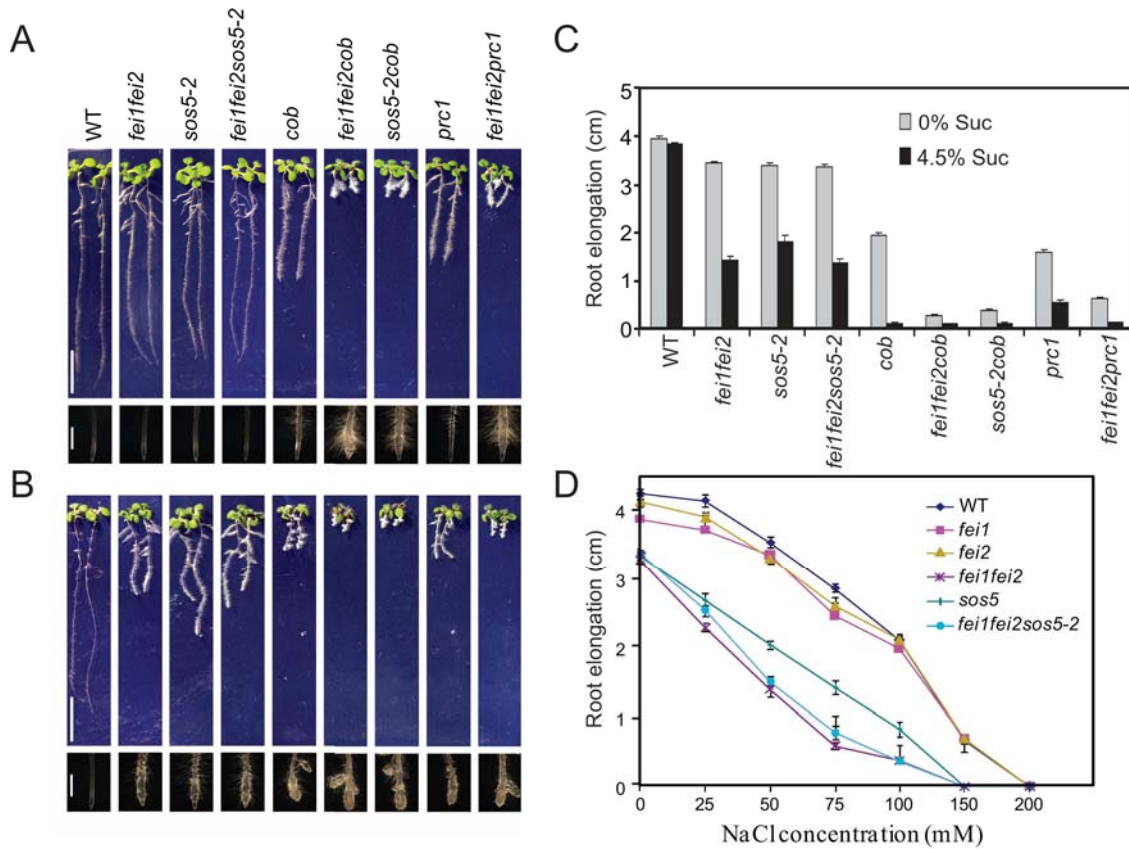 A
WT
fei1fei2
sos5-2
fei1fei2sos5-2
cob
fei1fei2cob
sos5-2cob
prc1
fei1fei2prc1
B
C
Root elongation (cm)
5
4
3
2
1
0
0% Suc
4.5% Suc
WT
fei1fei2
sos5-2
fei1fei2sos5-2
cob
fei1fei2cob
sos5-2cob
prc1
fei1fei2prc1
D
Root elongation (cm)
4
3
2
1
0
WT
fei1
fei2
fei1fei2
sos5
fei1fei2sos5-2
0 25 50 75 100 150 200
NaCl concentration (mM)